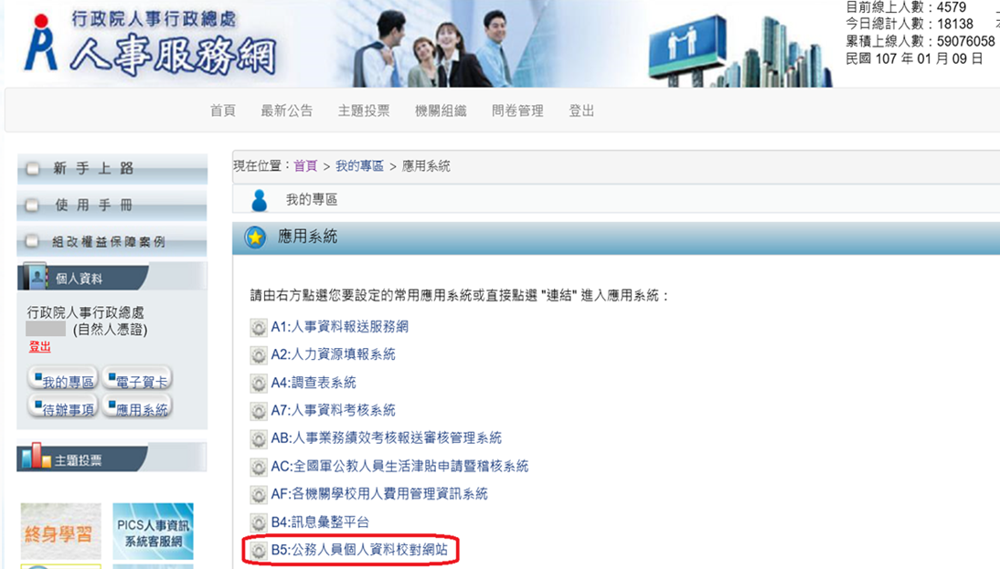 行政院人事行政總處
人事服務網
目前線上人數：4579
今日總計人數：18138
累積上線人數：59076058
民國 107 年 01 月 09 日
首頁 最新公告 主題投票 機關組織 問卷管理 登出
新手上路
使用手冊
組改權益保障案例
個人資料
行政院人事行政總處
(自然人憑證)
登出
我的專區 電子賀卡
待辦事項 應用系統
主題投票
終身學習
PICS人事資訊
系統客服網
現在位置：首頁 > 我的專區 > 應用系統
我的專區
應用系統
請由右方點選您要設定的常用應用系統或直接點選 "連結" 進入應用系統：
A1:人事資料報送服務網
A2:人力資源填報系統
A4:調查表系統
A7:人事資料考核系統
AB:人事業務績效考核報送審核管理系統
AC:全國軍公教人員生活津貼申請暨稽核系統
AF:各機關學校用人費用管理資訊系統
B4:訊息彙整平台
B5:公務人員個人資料校對網站